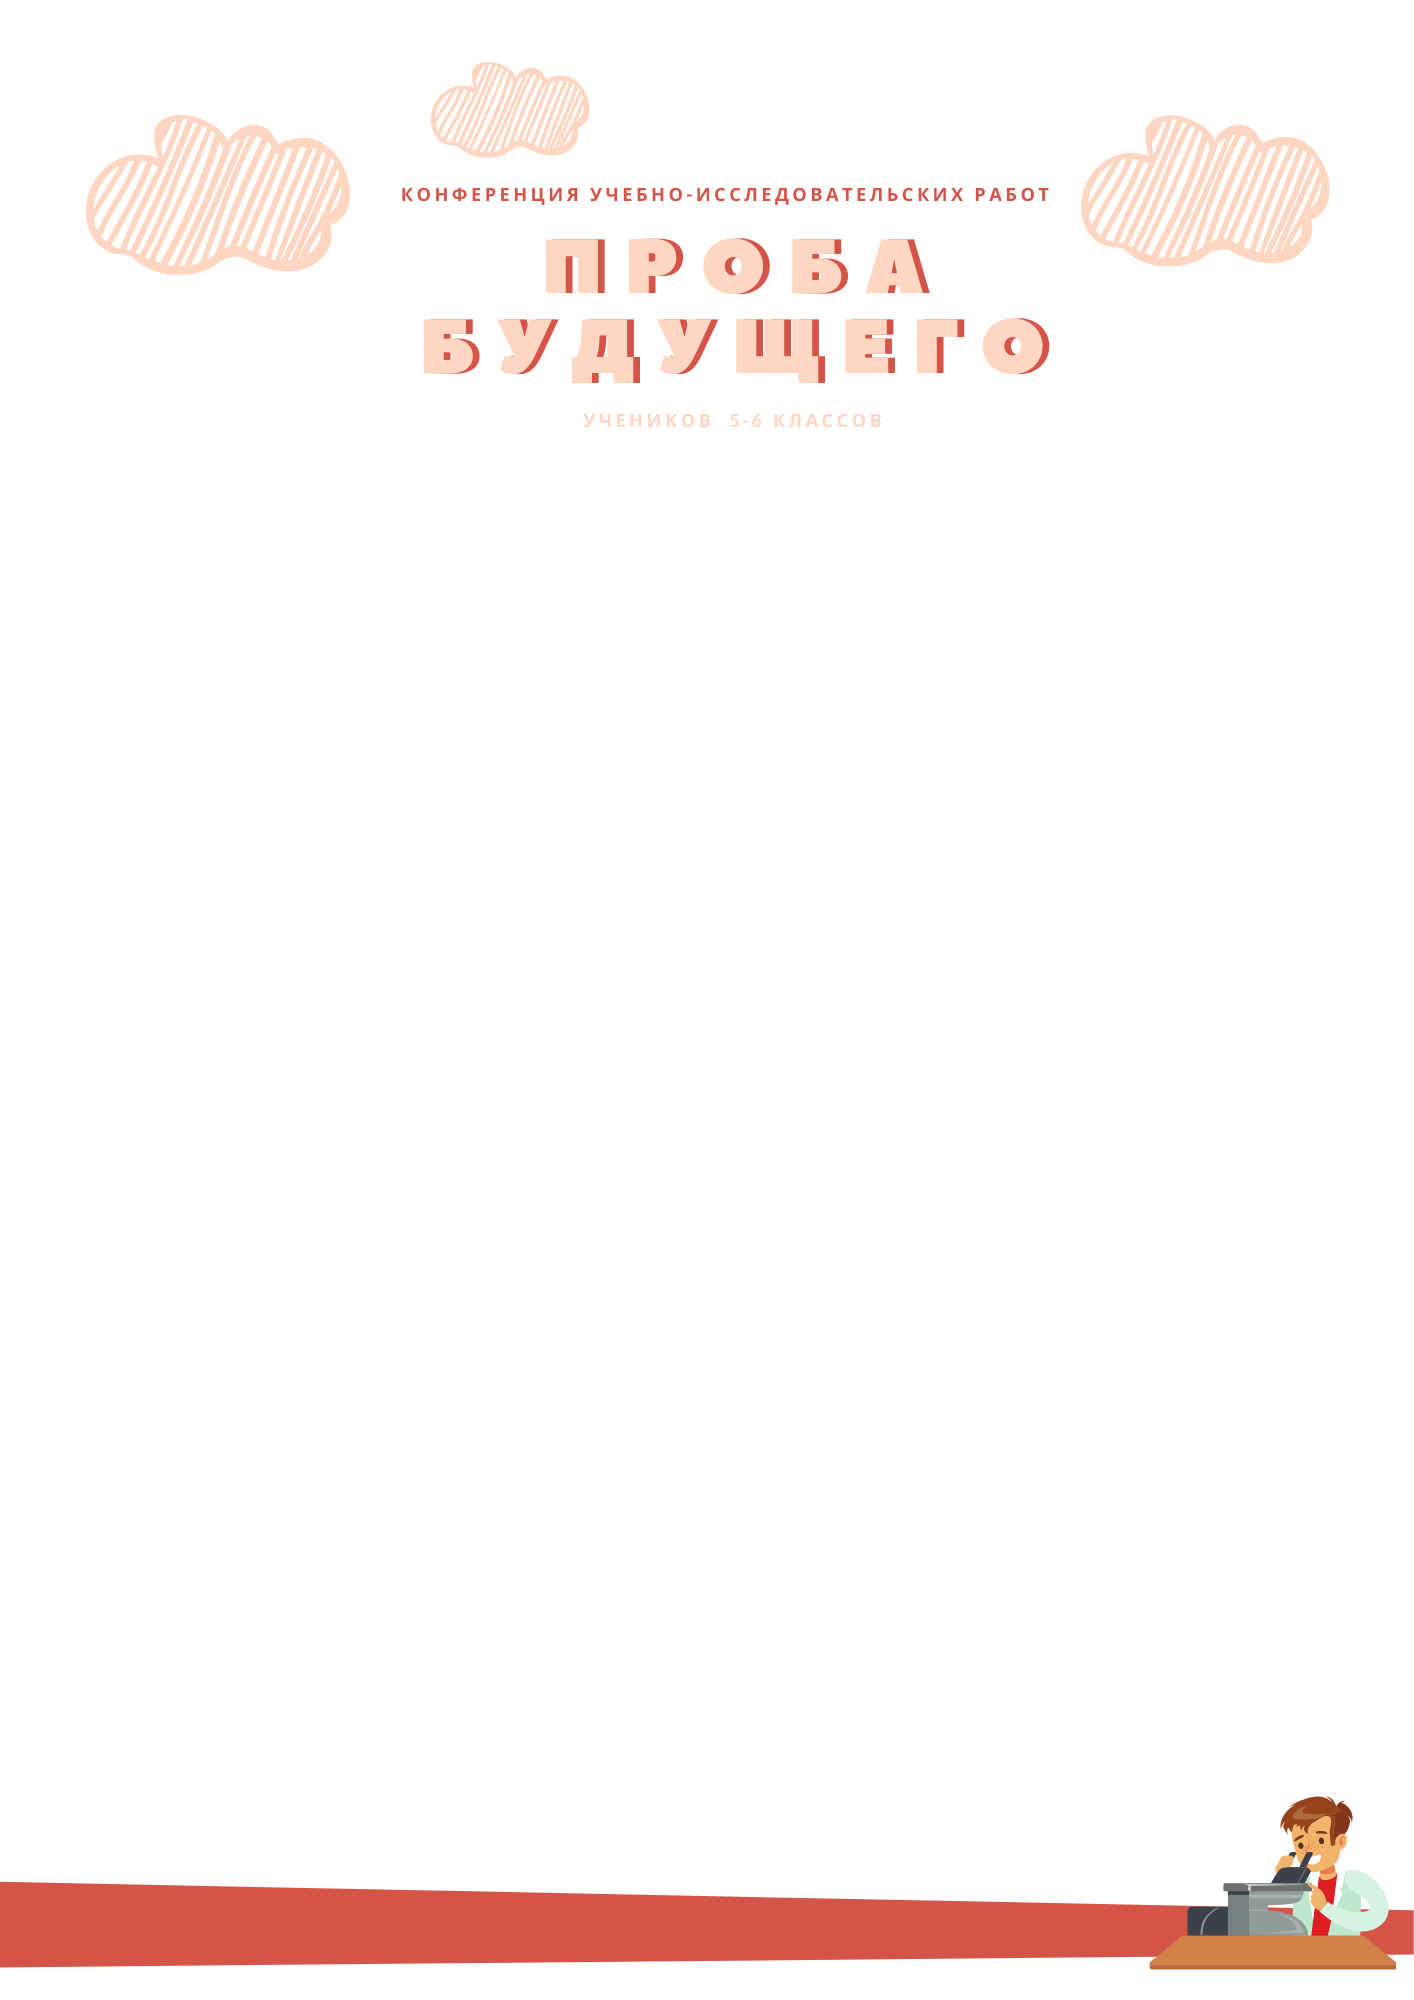 КОНФЕРЕНЦИЯ УЧЕБНО-ИССЛЕДОВАТЕЛЬСКИХ РАБОТ
ПРОБА
БУДУЩЕГО
УЧЕНИКОВ 5-6 КЛАССОВ